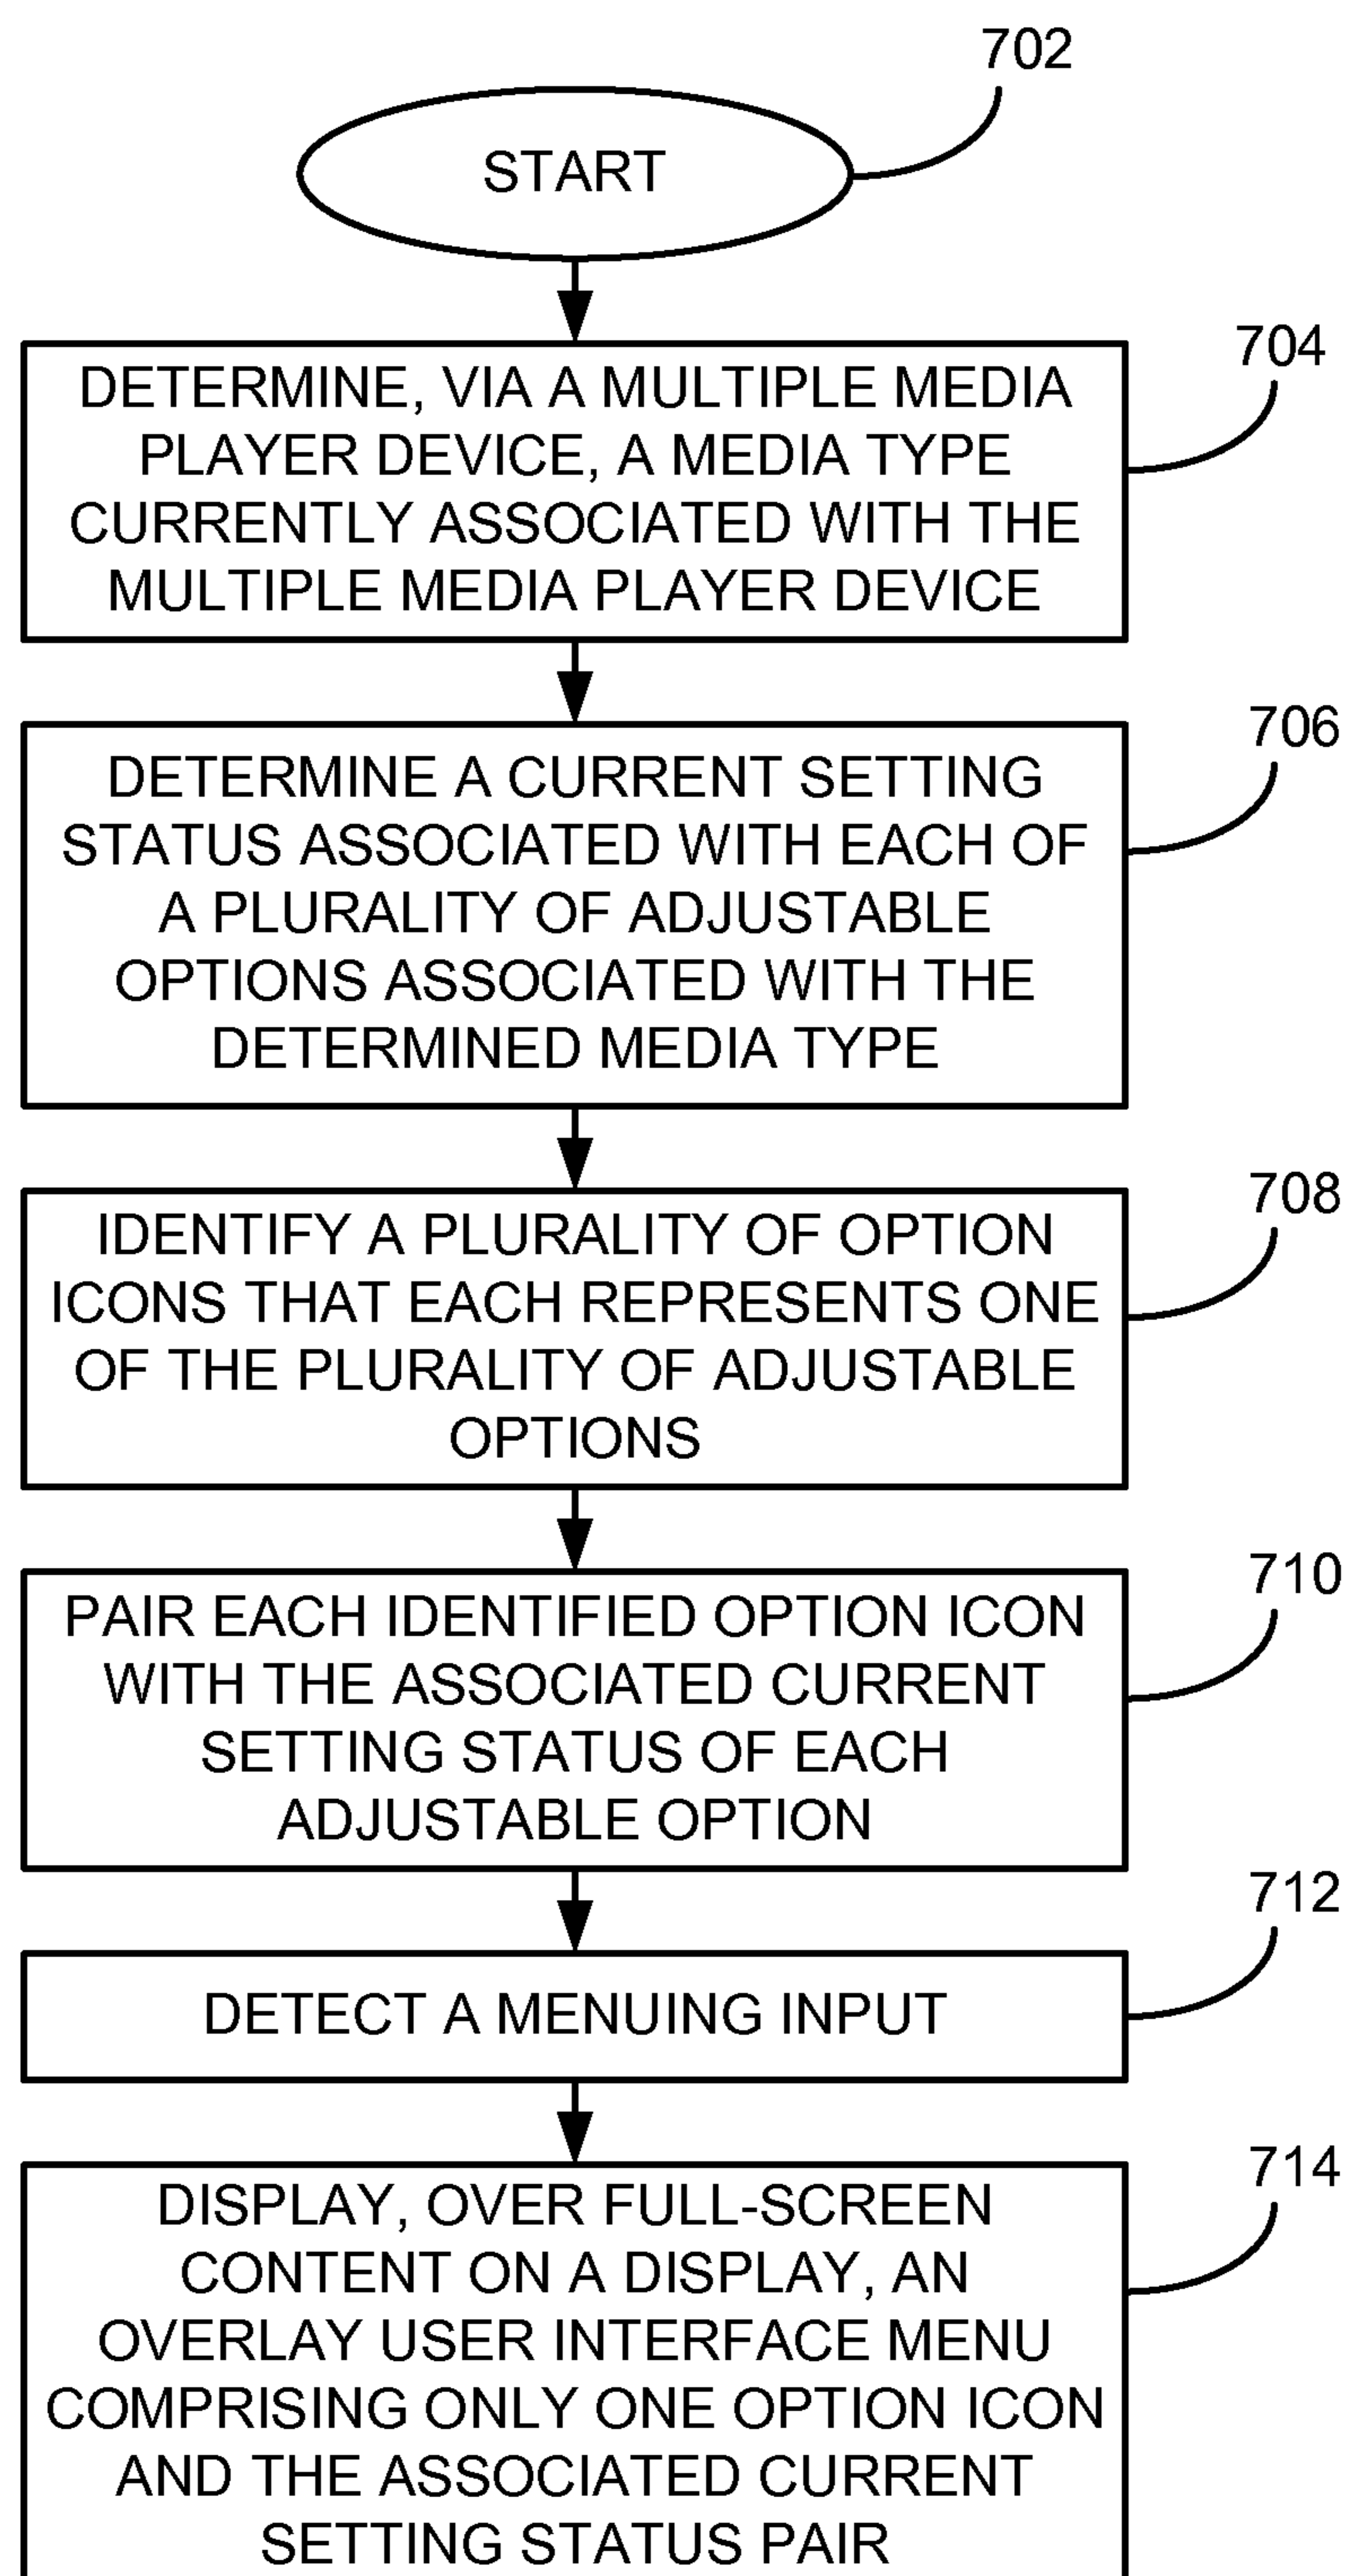 702
START
704
DETERMINE, VIA A MULTIPLE MEDIA
PLAYER DEVICE, A MEDIA TYPE
CURRENTLY ASSOCIATED WITH THE
MULTIPLE MEDIA PLAYER DEVICE
706
DETERMINE A CURRENT SETTING
STATUS ASSOCIATED WITH EACH OF
A PLURALITY OF ADJUSTABLE
OPTIONS ASSOCIATED WITH THE
DETERMINED MEDIA TYPE
708
IDENTIFY A PLURALITY OF OPTION
ICONS THAT EACH REPRESENTS ONE
OF THE PLURALITY OF ADJUSTABLE
OPTIONS
710
PAIR EACH IDENTIFIED OPTION ICON
WITH THE ASSOCIATED CURRENT
SETTING STATUS OF EACH
ADJUSTABLE OPTION
712
DETECT A MENUING INPUT
714
DISPLAY, OVER FULL-SCREEN
CONTENT ON A DISPLAY, AN
OVERLAY USER INTERFACE MENU
COMPRISING ONLY ONE OPTION ICON
AND THE ASSOCIATED CURRENT
SETTING STATUS PAIR